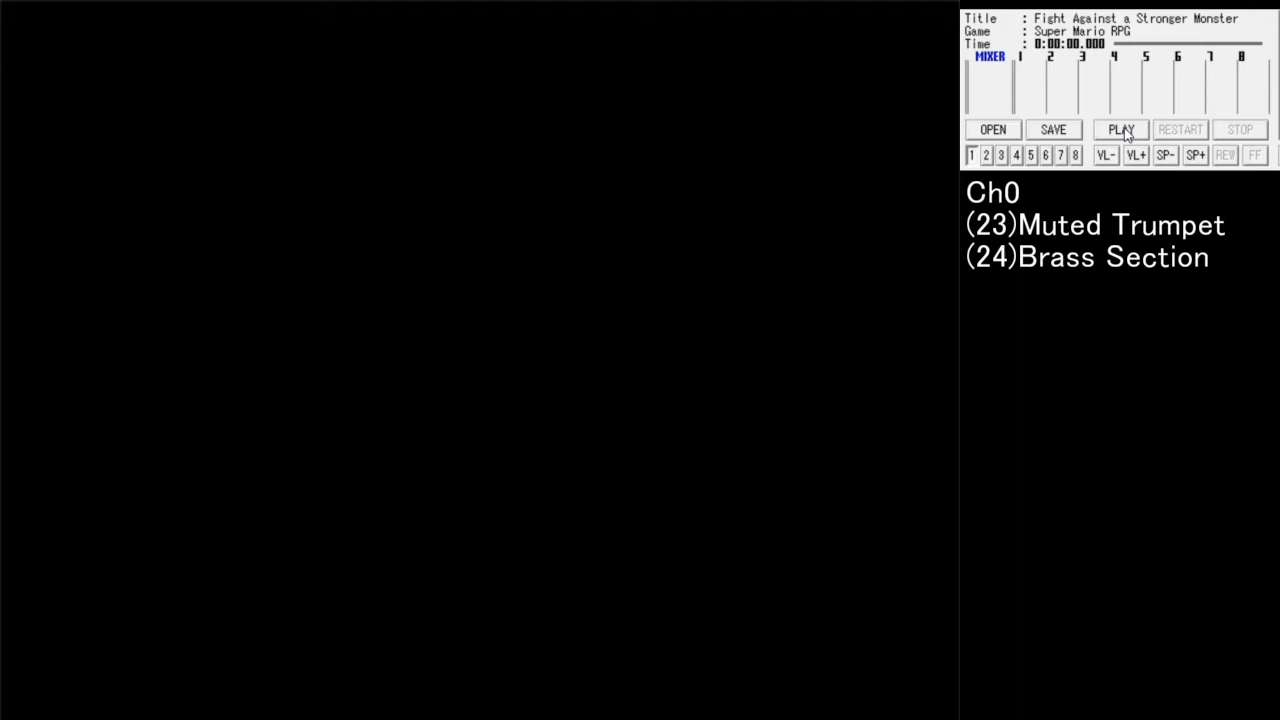 Title : Fight Against a Stronger Monster
Game : Super Mario RPG
Time : 0:00:00.000
MIXER 1 2 3 4 5 6 7 8
OPEN SAVE PLAY RESTART STOP
1 2 3 4 5 6 7 8 VL- VL+ SP- SP+ REW FF
Ch0
(23)Muted Trumpet
(24)Brass Section